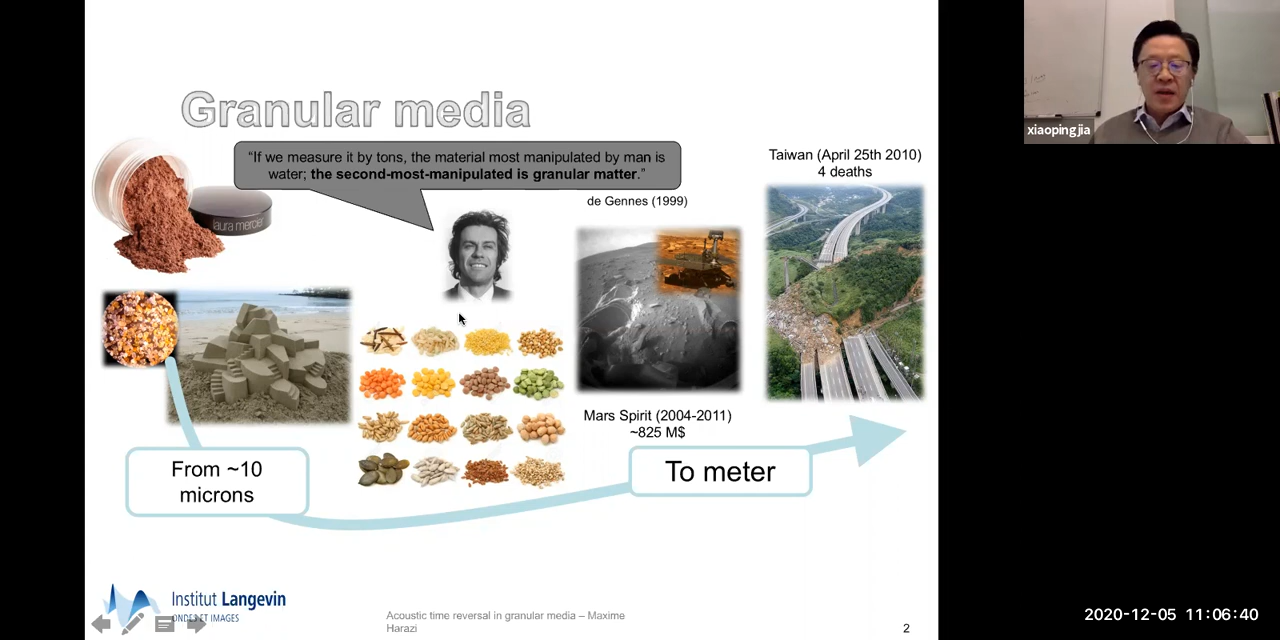 Granular media
"If we measure it by tons, the material most manipulated by man is
water; the second-most-manipulated is granular matter."
de Gennes (1999)
laura mercier
Taiwan (April 25th 2010)
4 deaths
Mars Spirit (2004-2011)
~825 M$
From ~10
microns
To meter
Institut Langevin
ONDES ET IMAGES
Acoustic time reversal in granular media – Maxime
Harazi
2
xiaoping jia
2020-12-05 11:06:40